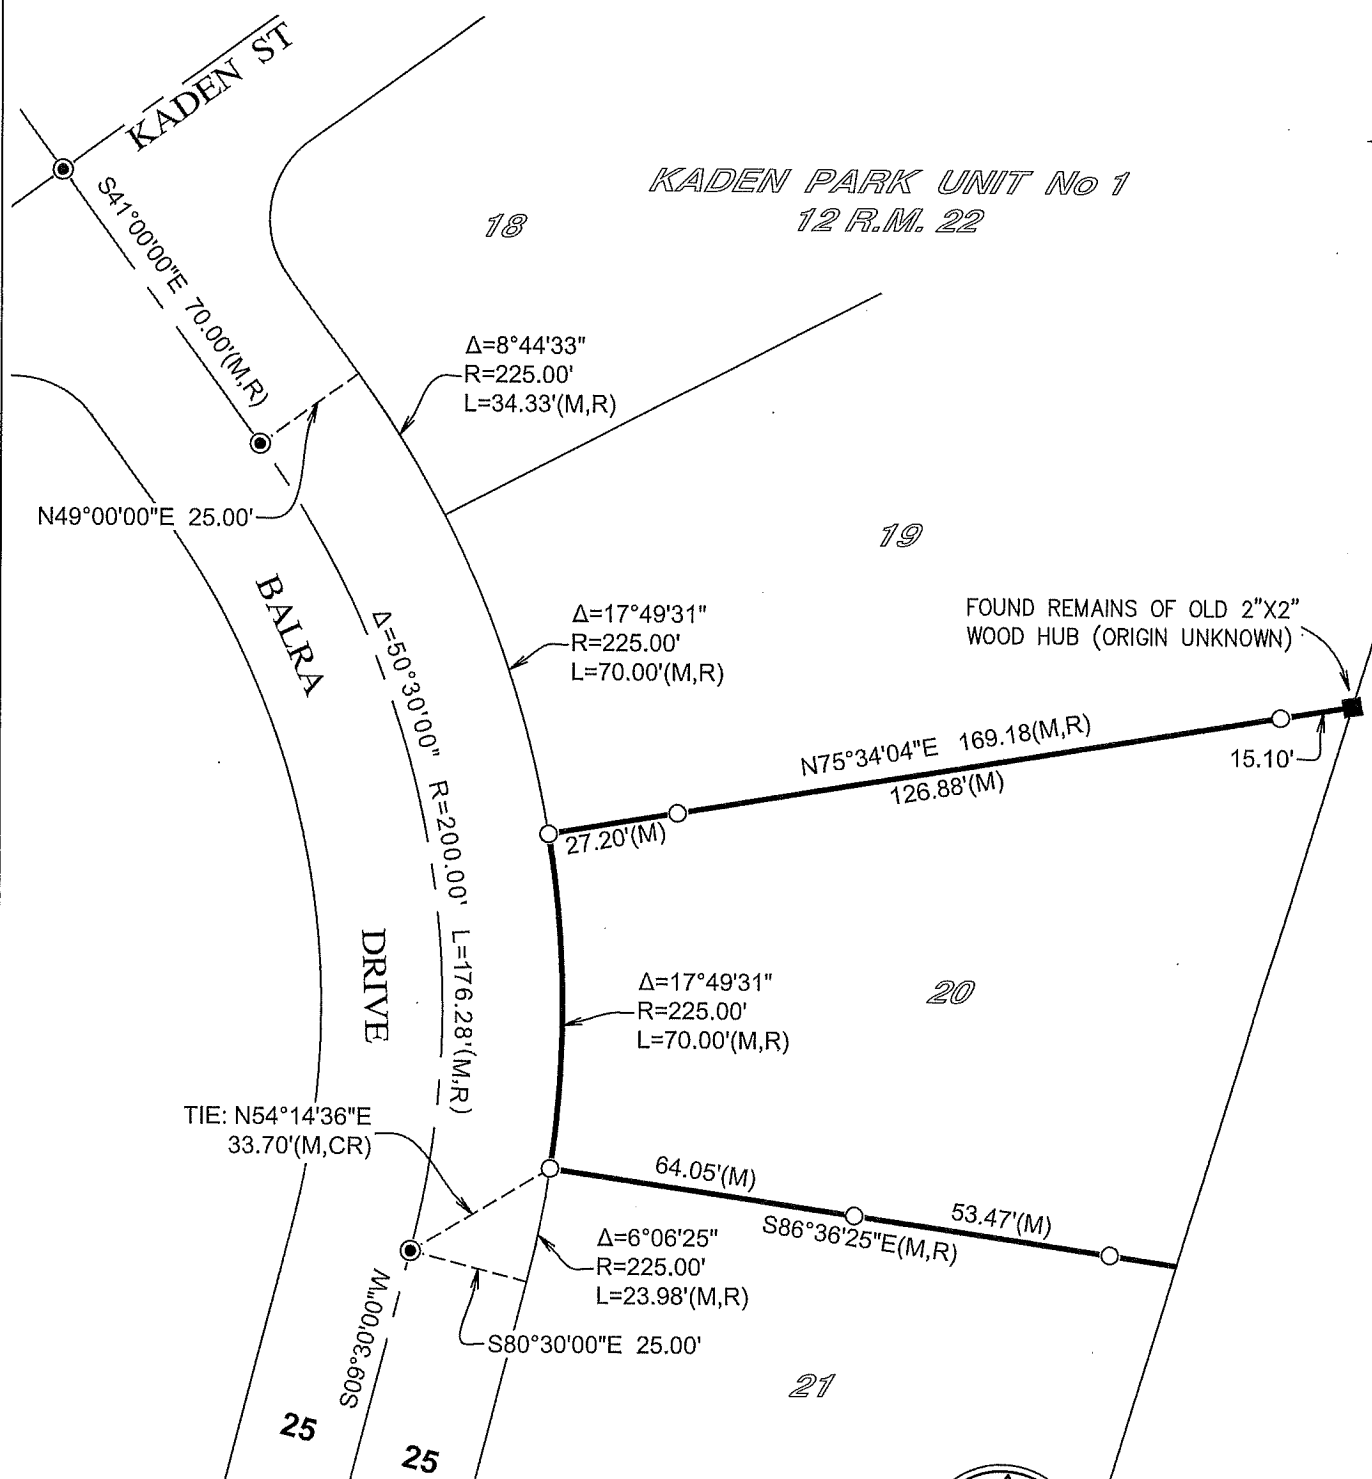 KADEN ST
S41°00'00"E 70.00'(M,R)
KADEN PARK UNIT No 1
12 R.M. 22
18
Δ=8°44'33"
R=225.00'
L=34.33'(M,R)
N49°00'00"E 25.00'
19
BALRA
Δ=50°30'00" R=200.00' L=176.28'(M,R)
Δ=17°49'31"
R=225.00'
L=70.00'(M,R)
FOUND REMAINS OF OLD 2"X2"
WOOD HUB (ORIGIN UNKNOWN)
N75°34'04"E 169.18(M,R)
126.88'(M)
15.10'
27.20'(M)
DRIVE
Δ=17°49'31"
R=225.00'
L=70.00'(M,R)
20
TIE: N54°14'36"E
33.70'(M,CR)
64.05'(M)
S86°36'25"E(M,R)
53.47'(M)
Δ=6°06'25"
R=225.00'
L=23.98'(M,R)
S09°30'00"W
S80°30'00"E 25.00'
21
25
25